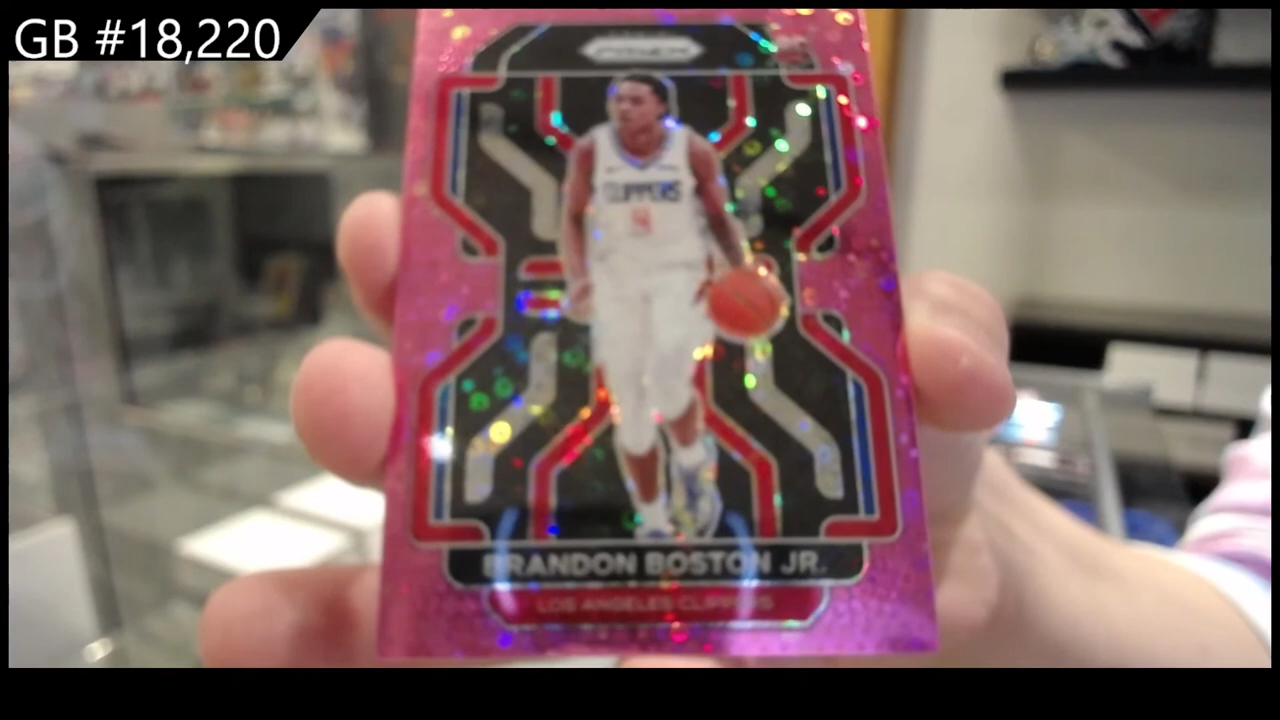 GB #18,220
PRIZM
CLIPPERS
BRANDON BOSTON JR.
LOS ANGELES CLIPPERS